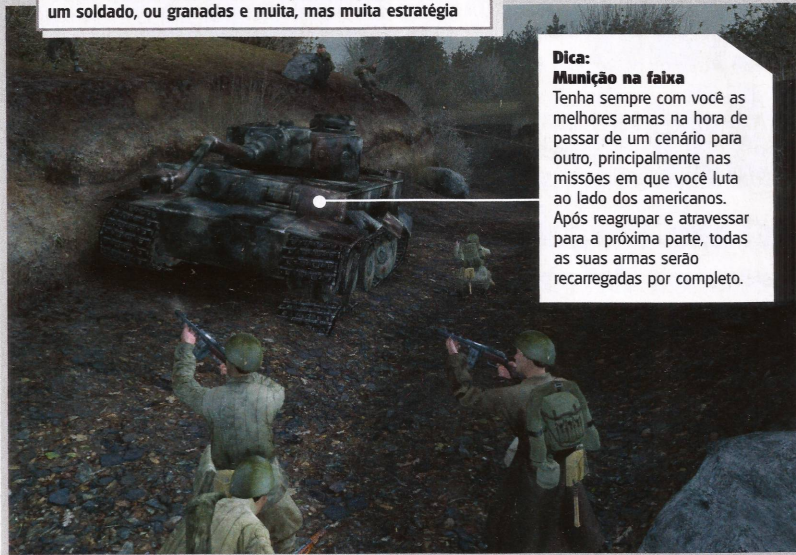 um soldado, ou granadas e muita, mas muita estratégia
Dica:
Munição na faixa
Tenha sempre com você as
melhores armas na hora de
passar de um cenário para
outro, principalmente nas
missões em que você luta
ao lado dos americanos.
Após reagrupar e atravessar
para a próxima parte, todas
as suas armas serão
recarregadas por completo.